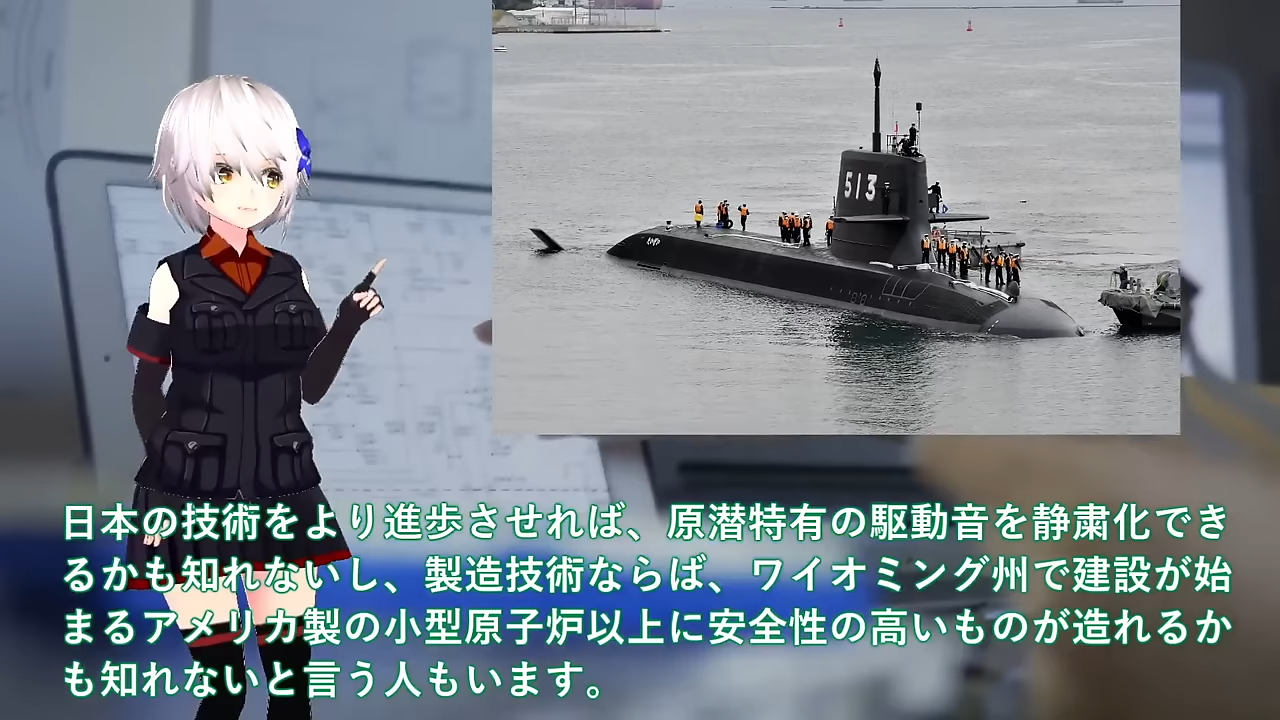 513
日本の技術をより進歩させれば、原潜特有の駆動音を静粛化でき
るかも知れないし、製造技術ならば、ワイオミング州で建設が始
まるアメリカ製の小型原子炉以上に安全性の高いものが造れるか
も知れないと言う人もいます。